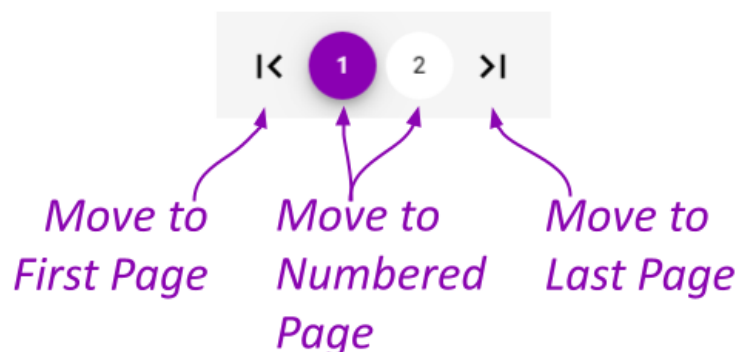 1
2
Move to
First Page
Move to
Numbered
Page
Move to
Last Page